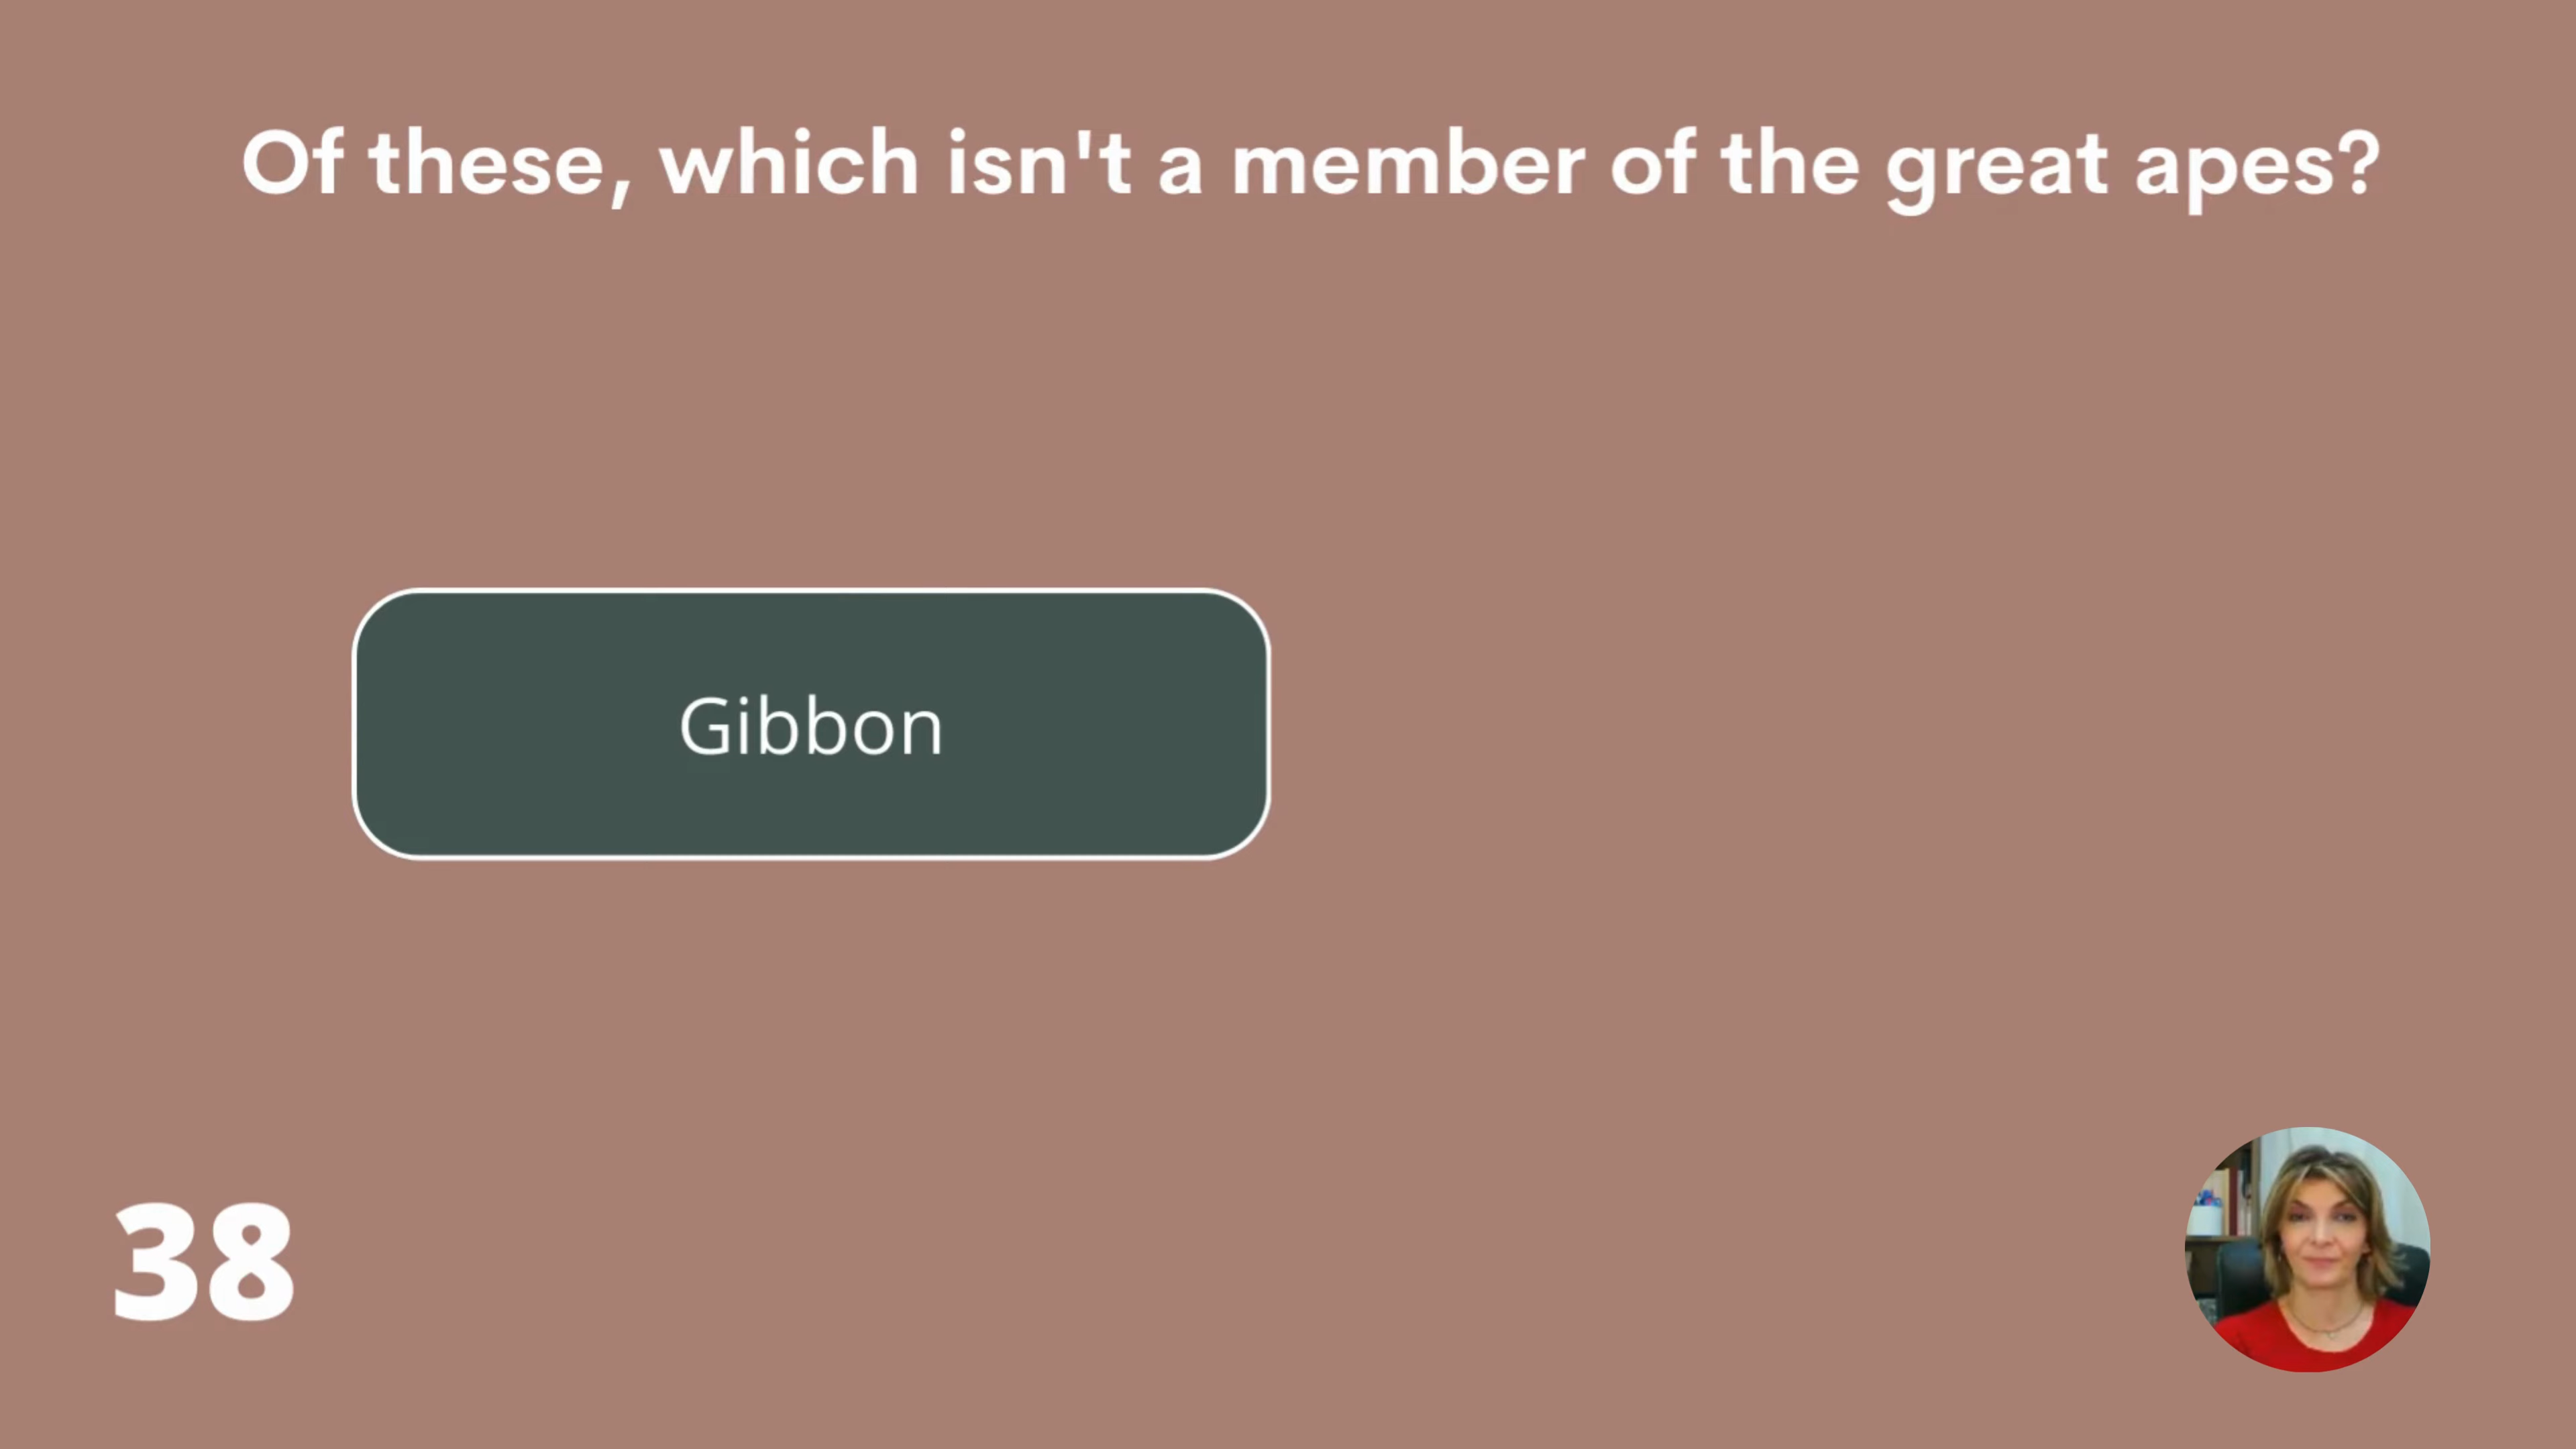 Of these, which isn't a member of the great apes?
Gibbon
38